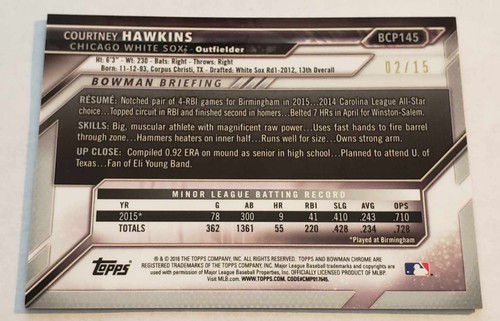 COURTNEY HAWKINS
CHICAGO WHITE SOX - Outfielder
BCP145
Ht: 6'3" - Wt: 230 - Bats: Right - Throws: Right
Born: 11-12-93, Corpus Christi, TX - Drafted: White Sox Rd1-2012, 13th Overall
02/15
BOWMAN BRIEFING
RÉSUMÉ: Notched pair of 4-RBI games for Birmingham in 2015...2014 Carolina League All-Star
choice...Topped circuit in RBI and finished second in homers...Belted 7 HRs in April for Winston-Salem.
SKILLS: Big, muscular athlete with magnificent raw power...Uses fast hands to fire barrel
through zone...Hammers heaters on inner half...Runs well for size...Owns strong arm.
UP CLOSE: Compiled 0.92 ERA on mound as senior in high school...Planned to attend U. of
Texas...Fan of Eli Young Band.
MINOR LEAGUE BATTING RECORD
YR G AB HR RBI SLG AVG OPS
2015* 78 300 9 41 .410 .243 .710
TOTALS 362 1361 55 220 .428 .234 .728
*Played at Birmingham
TOPPS
® & © 2016 THE TOPPS COMPANY, INC. ALL RIGHTS RESERVED. TOPPS AND BOWMAN CHROME ARE
REGISTERED TRADEMARKS OF THE TOPPS COMPANY, INC. Major League Baseball trademarks and copyrights are
used with permission of Major League Baseball Properties, Inc. OFFICIALLY LICENSED PRODUCT OF MLBP.
Visit MLB.com. WWW.TOPPS.COM. CODE#CMP017645.